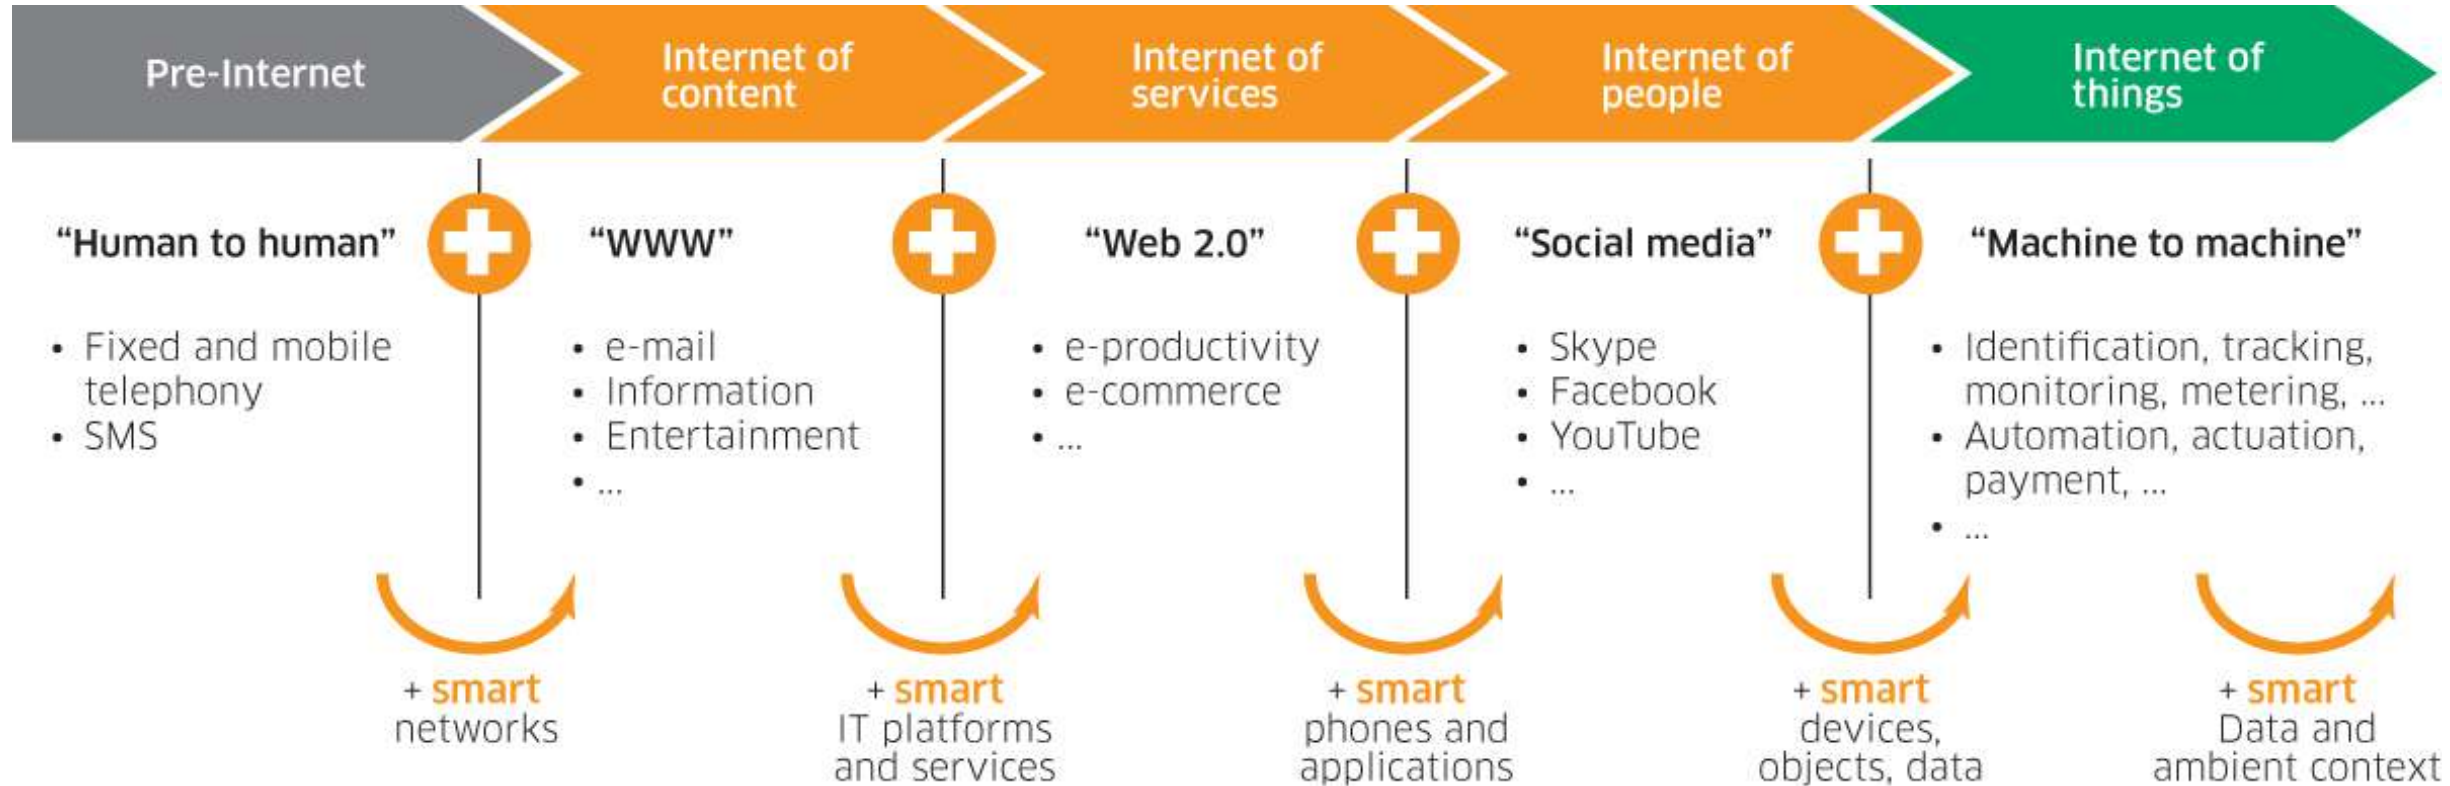 Pre-Internet
Internet of
content
Internet of
services
Internet of
people
Internet of
things
“Human to human”
“WWW”
“Web 2.0”
“Social media”
“Machine to machine”
• Fixed and mobile
telephony
• SMS
• e-mail
• Information
• Entertainment
• ...
• e-productivity
• e-commerce
• ...
• Skype
• Facebook
• YouTube
• ...
• Identification, tracking,
monitoring, metering, ...
• Automation, actuation,
payment, ...
• ...
+ smart
networks
+ smart
IT platforms
and services
+ smart
phones and
applications
+ smart
devices,
objects, data
+ smart
Data and
ambient context